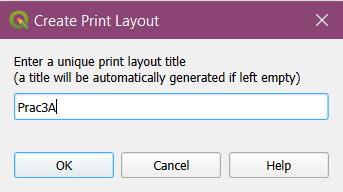 Create Print Layout
Enter a unique print layout title
(a title will be automatically generated if left empty)
Prac3A
OK Cancel Help